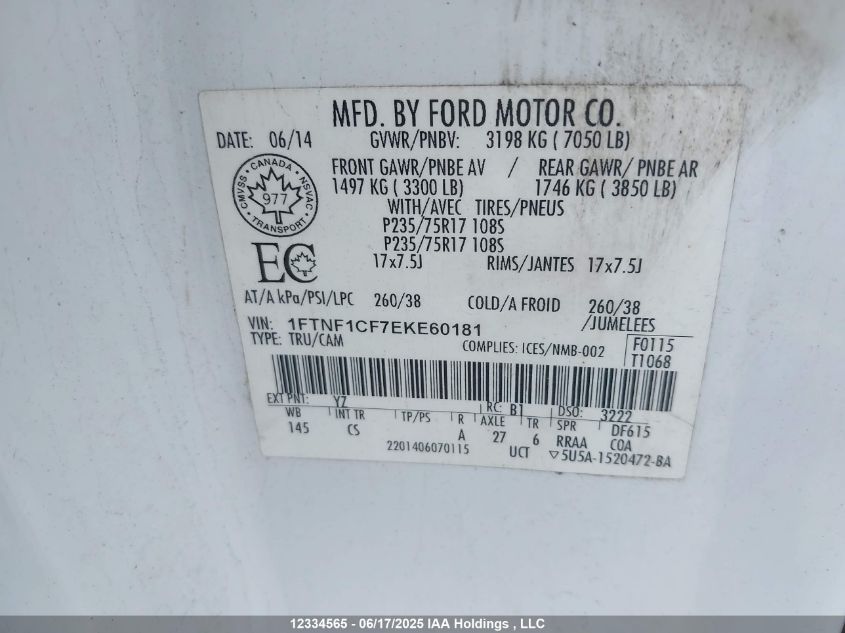 MFD. BY FORD MOTOR CO.
DATE: 06/14 GVWR/PNBV: 3198 KG ( 7050 LB)
FRONT GAWR/PNBE AV / REAR GAWR/ PNBE AR
1497 KG ( 3300 LB) 1746 KG ( 3850 LB)
CANADA
CMVSS NSVAC
977
TRANSPORT
WITH/AVEC TIRES/PNEUS
P235/75R17 108S
P235/75R17 108S
EC
17x7.5J RIMS/JANTES 17x7.5J
AT/A kPa/PSI/LPC 260/38 COLD/A FROID 260/38
VIN: 1FTNF1CF7EKE60181 /JUMELEES
TYPE: TRU/CAM COMPLIES: ICES/NMB-002 F0115
T1068
EXT PNT: YZ RC: B1 DSO: 3222
WB INT TR TP/PS R AXLE TR SPR DF615
145 CS A 27 6 RRAA COA
2201406070115 UCT ▽5U5A-1520472-BA
12334565 - 06/17/2025 IAA Holdings , LLC